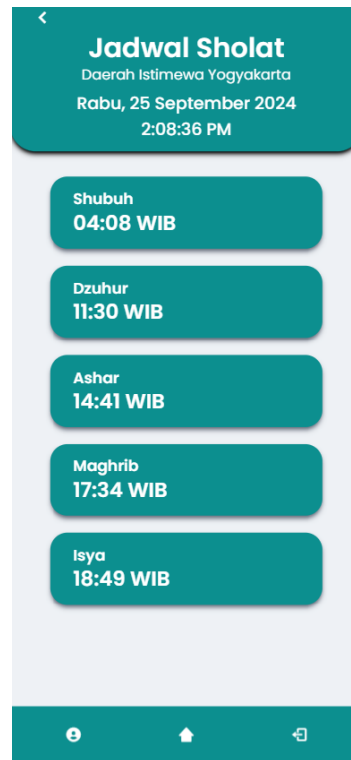 Jadwal Sholat
Daerah Istimewa Yogyakarta
Rabu, 25 September 2024
2:08:36 PM
Shubuh
04:08 WIB
Dzuhur
11:30 WIB
Ashar
14:41 WIB
Maghrib
17:34 WIB
Isya
18:49 WIB